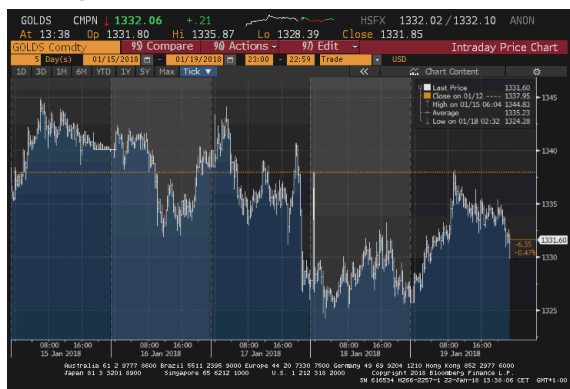 GOLDS CMPN ↓ 1332.06 +.21 HSFX 1332.02/1332.10 ANON
At 13:38 Op 1331.80 Hi 1335.87 Lo 1328.39 Close 1331.85
GOLDS Comdty 95) Compare 96) Actions 97) Edit Intraday Price Chart
5 Day(s) 01/15/2018 - 01/19/2018 23:00 - 22:59 Trade USD
1D 3D 1M 6M YTD 1Y 5Y Max Tick ▼ « Chart Content
Last Price 1331.60
Close on 01/12 ---- 1337.95
High on 01/15 06:04 1344.83
Average 1335.23
Low on 01/18 02:32 1324.28
1345
1340
1335
1331.60
-6.35
-0.47%
1330
1325
08:00 16:00 08:00 16:00 08:00 16:00 08:00 16:00 08:00 16:00
15 Jan 2018 16 Jan 2018 17 Jan 2018 18 Jan 2018 19 Jan 2018
Australia 61 2 9777 8600 Brazil 5511 2395 9000 Europe 44 20 7330 7500 Germany 49 69 9204 1210 Hong Kong 852 2977 6000
Japan 81 3 3201 8900 Singapore 65 6212 1000 U.S. 1 212 318 2000 Copyright 2018 Bloomberg Finance L.P.
SN 616534 H266-2257-1 22-Jan-18 13:38:06 CET GMT+1:00